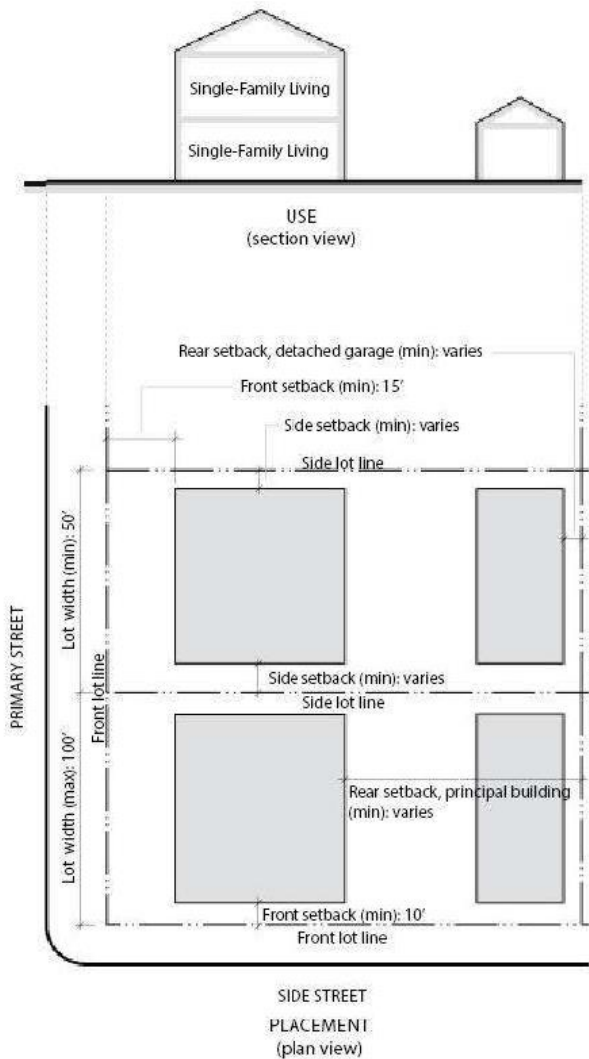 Single-Family Living
Single-Family Living
USE
(section view)
Rear setback, detached garage (min): varies
Front setback (min): 15’
Side setback (min): varies
Side lot line
Lot width (min): 50’
PRIMARY STREET
Front lot line
Side setback (min): varies
Side lot line
Lot width (max): 100’
Rear setback, principal building
(min): varies
Front setback (min): 10’
Front lot line
SIDE STREET
PLACEMENT
(plan view)